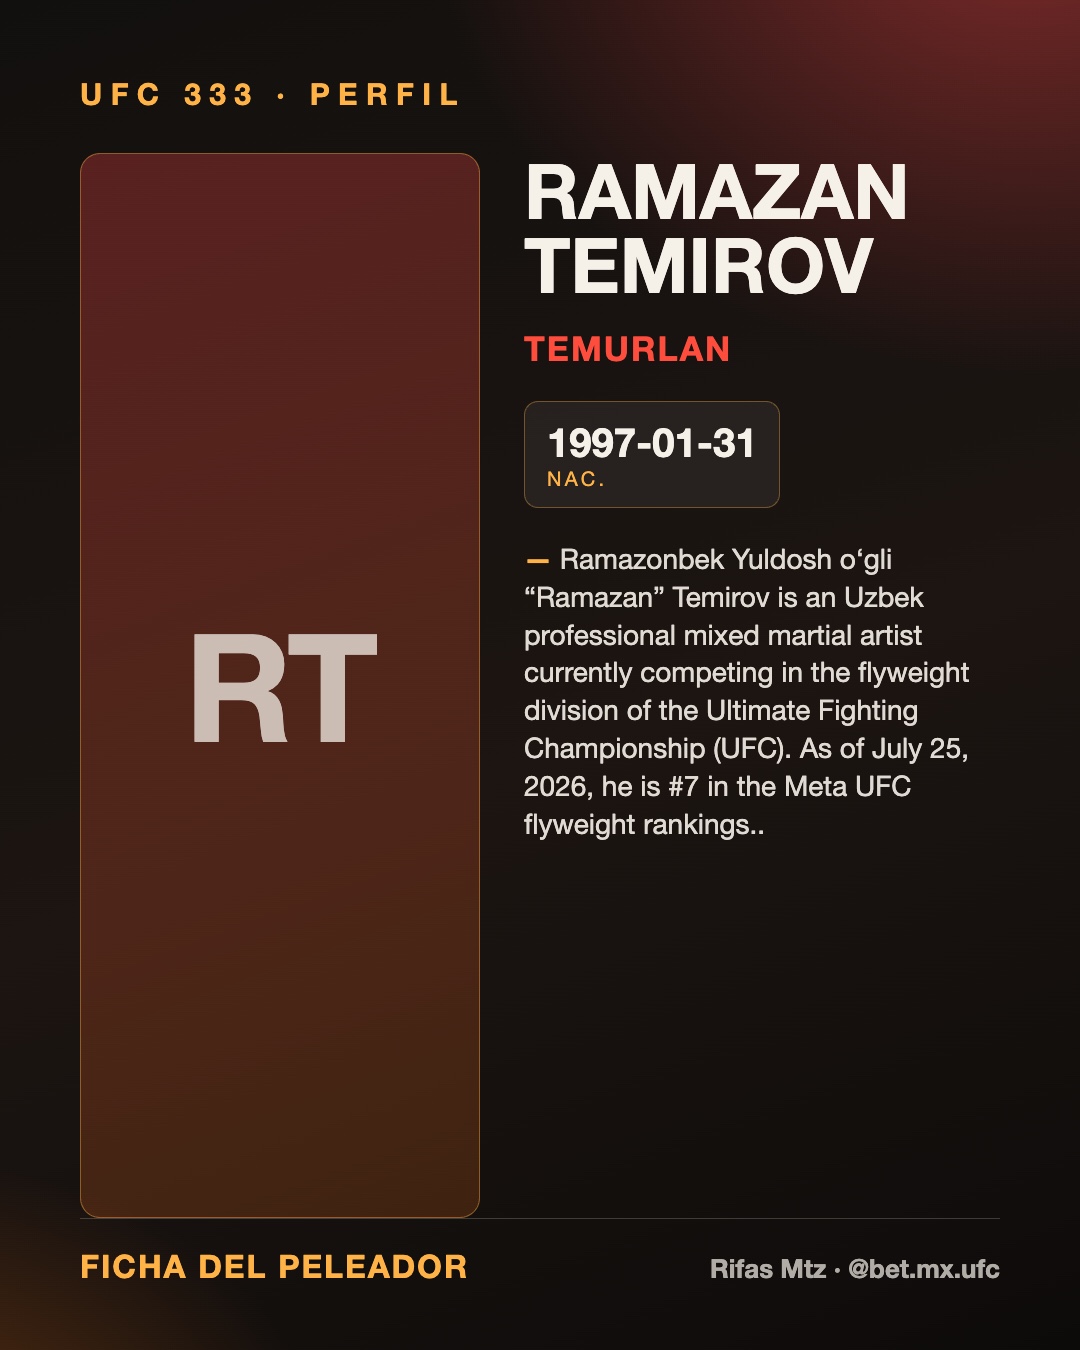 UFC 333 · PERFIL
RAMAZAN
TEMIROV
TEMURLAN
1997-01-31
NAC.
— Ramazonbek Yuldosh oʻgli
“Ramazan” Temirov is an Uzbek
professional mixed martial artist
currently competing in the flyweight
division of the Ultimate Fighting
Championship (UFC). As of July 25,
2026, he is #7 in the Meta UFC
flyweight rankings..
RT
FICHA DEL PELEADOR
Rifas Mtz · @bet.mx.ufc